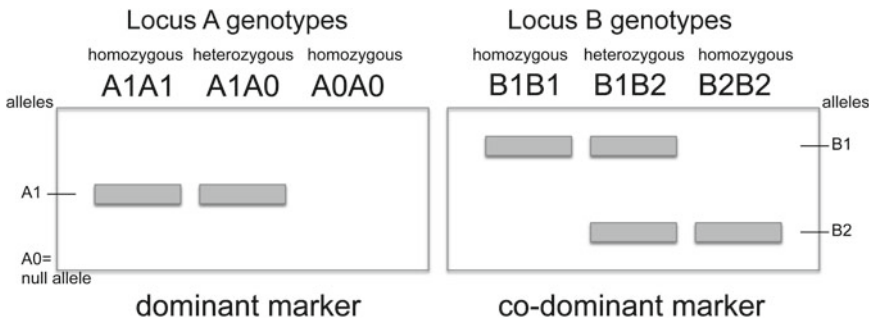 Locus A genotypes
homozygous heterozygous homozygous
A1A1 A1A0 A0A0
alleles
A1
A0=
null allele
dominant marker
Locus B genotypes
homozygous heterozygous homozygous
B1B1 B1B2 B2B2
alleles
B1
B2
co-dominant marker